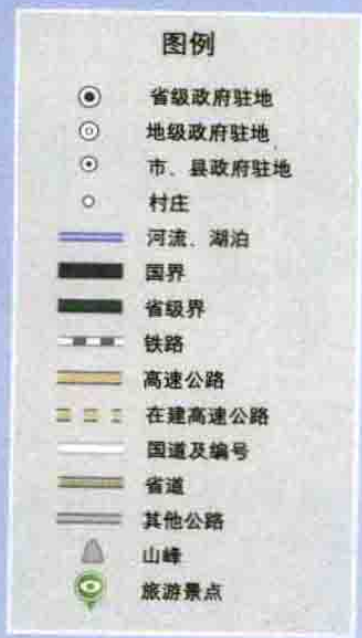 图例
省级政府驻地
地级政府驻地
市、县政府驻地
村庄
河流、湖泊
国界
省级界
铁路
高速公路
在建高速公路
国道及编号
省道
其他公路
山峰
旅游景点